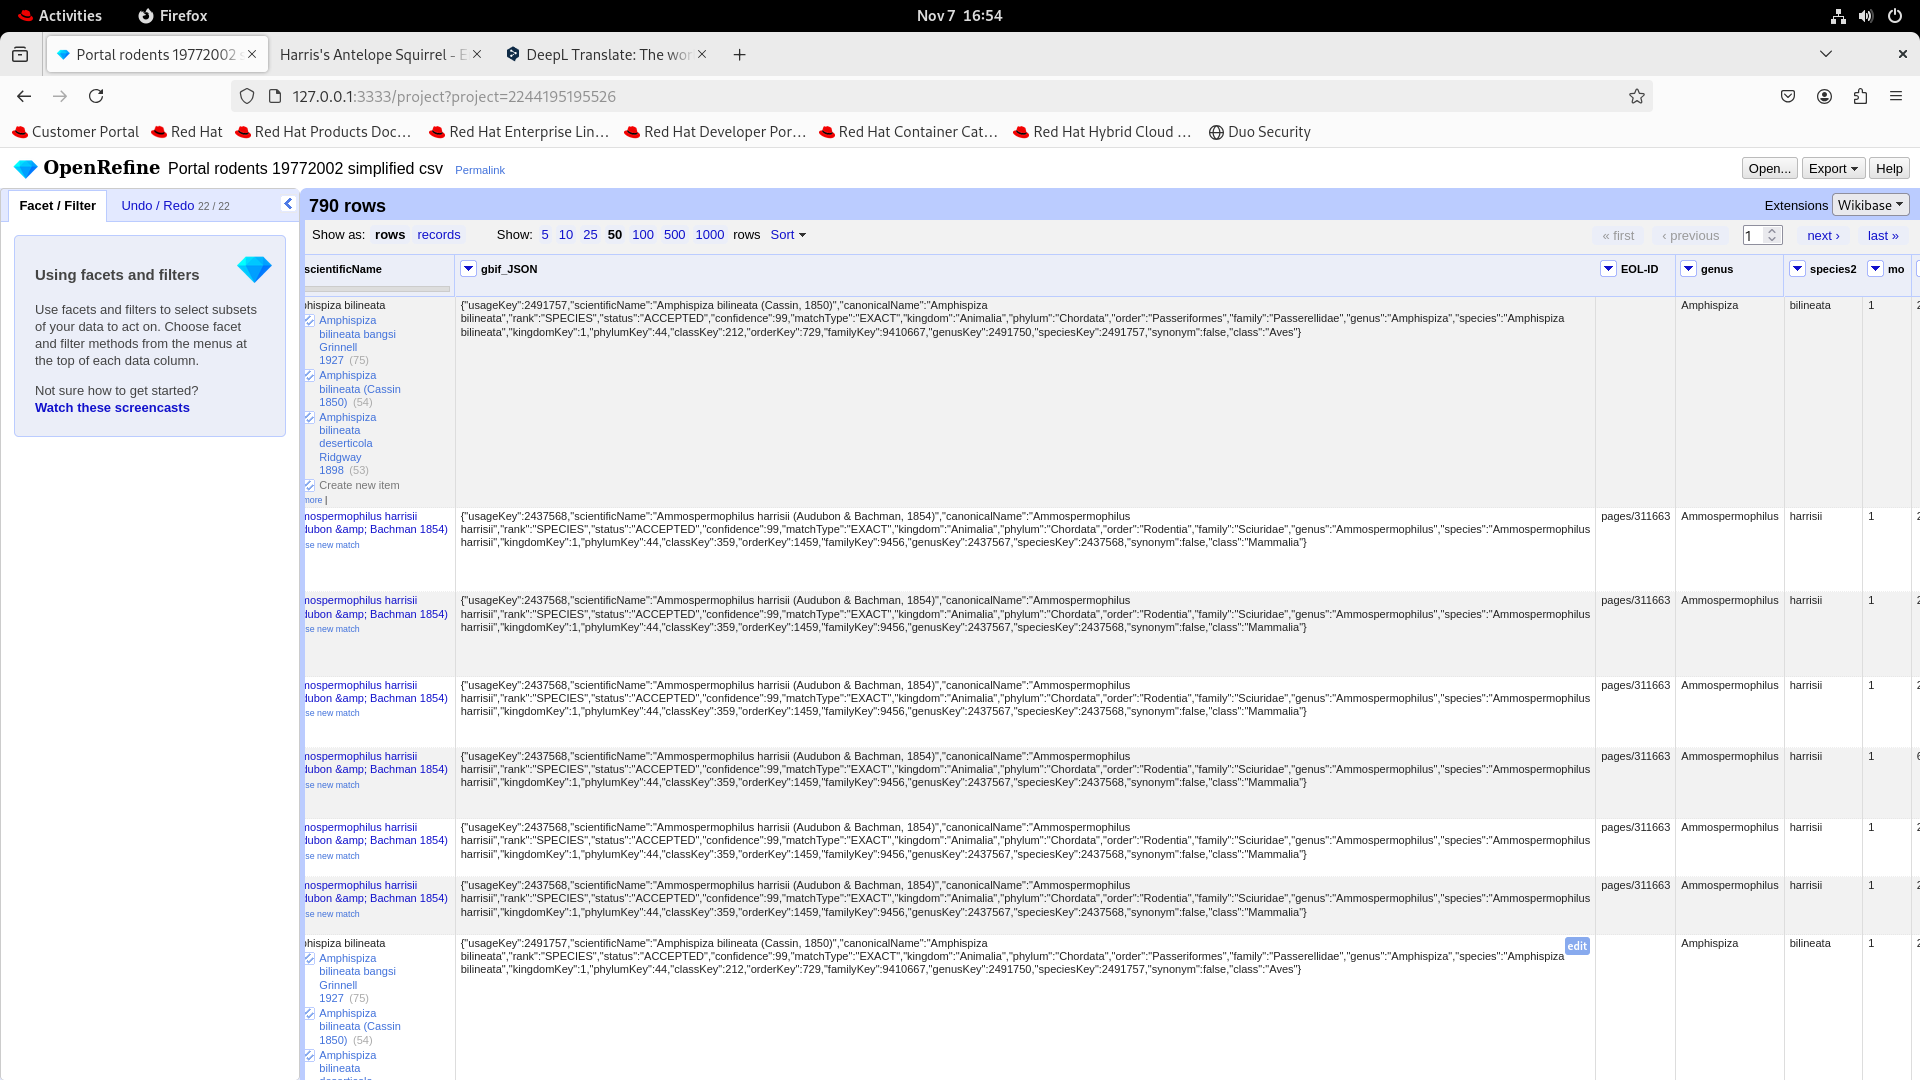 Activities Firefox Nov 7 16:54
Portal rodents 19772002 Harris's Antelope Squirrel - DeepL Translate: The wor
127.0.0.1:3333/project?project=2244195195526
Customer Portal Red Hat Red Hat Products Doc… Red Hat Enterprise Lin… Red Hat Developer Por… Red Hat Container Cat… Red Hat Hybrid Cloud … Duo Security
OpenRefine Portal rodents 19772002 simplified csv Permalink Open... Export Help
Facet / Filter Undo / Redo 22 / 22
Using facets and filters
Use facets and filters to select subsets
of your data to act on. Choose facet
and filter methods from the menus at
the top of each data column.
Not sure how to get started?
Watch these screencasts
790 rows Extensions Wikibase
Show as: rows records Show: 5 10 25 50 100 500 1000 rows Sort « first ‹ previous 1 next › last »
scientificName gbif_JSON EOL-ID genus species2 mo
hispiza bilineata
Amphispiza
bilineata bangsi
Grinnell
1927 (75)
Amphispiza
bilineata (Cassin
1850) (54)
Amphispiza
bilineata
deserticola
Ridgway
1898 (53)
Create new item
more |
{"usageKey":2491757,"scientificName":"Amphispiza bilineata (Cassin, 1850)","canonicalName":"Amphispiza
bilineata","rank":"SPECIES","status":"ACCEPTED","confidence":99,"matchType":"EXACT","kingdom":"Animalia","phylum":"Chordata","order":"Passeriformes","family":"Passerellidae","genus":"Amphispiza","species":"Amphispiza
bilineata","kingdomKey":1,"phylumKey":44,"classKey":212,"orderKey":729,"familyKey":9410667,"genusKey":2491750,"speciesKey":2491757,"synonym":false,"class":"Aves"}
Amphispiza bilineata 1 2
mospermophilus harrisii
dubon &amp; Bachman 1854)
se new match
{"usageKey":2437568,"scientificName":"Ammospermophilus harrisii (Audubon & Bachman, 1854)","canonicalName":"Ammospermophilus
harrisii","rank":"SPECIES","status":"ACCEPTED","confidence":99,"matchType":"EXACT","kingdom":"Animalia","phylum":"Chordata","order":"Rodentia","family":"Sciuridae","genus":"Ammospermophilus","species":"Ammospermophilus
harrisii","kingdomKey":1,"phylumKey":44,"classKey":359,"orderKey":1459,"familyKey":9456,"genusKey":2437567,"speciesKey":2437568,"synonym":false,"class":"Mammalia"}
pages/311663 Ammospermophilus harrisii 1 2
mospermophilus harrisii
dubon &amp; Bachman 1854)
se new match
{"usageKey":2437568,"scientificName":"Ammospermophilus harrisii (Audubon & Bachman, 1854)","canonicalName":"Ammospermophilus
harrisii","rank":"SPECIES","status":"ACCEPTED","confidence":99,"matchType":"EXACT","kingdom":"Animalia","phylum":"Chordata","order":"Rodentia","family":"Sciuridae","genus":"Ammospermophilus","species":"Ammospermophilus
harrisii","kingdomKey":1,"phylumKey":44,"classKey":359,"orderKey":1459,"familyKey":9456,"genusKey":2437567,"speciesKey":2437568,"synonym":false,"class":"Mammalia"}
pages/311663 Ammospermophilus harrisii 1 2
mospermophilus harrisii
dubon &amp; Bachman 1854)
se new match
{"usageKey":2437568,"scientificName":"Ammospermophilus harrisii (Audubon & Bachman, 1854)","canonicalName":"Ammospermophilus
harrisii","rank":"SPECIES","status":"ACCEPTED","confidence":99,"matchType":"EXACT","kingdom":"Animalia","phylum":"Chordata","order":"Rodentia","family":"Sciuridae","genus":"Ammospermophilus","species":"Ammospermophilus
harrisii","kingdomKey":1,"phylumKey":44,"classKey":359,"orderKey":1459,"familyKey":9456,"genusKey":2437567,"speciesKey":2437568,"synonym":false,"class":"Mammalia"}
pages/311663 Ammospermophilus harrisii 1 2
mospermophilus harrisii
dubon &amp; Bachman 1854)
se new match
{"usageKey":2437568,"scientificName":"Ammospermophilus harrisii (Audubon & Bachman, 1854)","canonicalName":"Ammospermophilus
harrisii","rank":"SPECIES","status":"ACCEPTED","confidence":99,"matchType":"EXACT","kingdom":"Animalia","phylum":"Chordata","order":"Rodentia","family":"Sciuridae","genus":"Ammospermophilus","species":"Ammospermophilus
harrisii","kingdomKey":1,"phylumKey":44,"classKey":359,"orderKey":1459,"familyKey":9456,"genusKey":2437567,"speciesKey":2437568,"synonym":false,"class":"Mammalia"}
pages/311663 Ammospermophilus harrisii 1 6
mospermophilus harrisii
dubon &amp; Bachman 1854)
se new match
{"usageKey":2437568,"scientificName":"Ammospermophilus harrisii (Audubon & Bachman, 1854)","canonicalName":"Ammospermophilus
harrisii","rank":"SPECIES","status":"ACCEPTED","confidence":99,"matchType":"EXACT","kingdom":"Animalia","phylum":"Chordata","order":"Rodentia","family":"Sciuridae","genus":"Ammospermophilus","species":"Ammospermophilus
harrisii","kingdomKey":1,"phylumKey":44,"classKey":359,"orderKey":1459,"familyKey":9456,"genusKey":2437567,"speciesKey":2437568,"synonym":false,"class":"Mammalia"}
pages/311663 Ammospermophilus harrisii 1 2
mospermophilus harrisii
dubon &amp; Bachman 1854)
se new match
{"usageKey":2437568,"scientificName":"Ammospermophilus harrisii (Audubon & Bachman, 1854)","canonicalName":"Ammospermophilus
harrisii","rank":"SPECIES","status":"ACCEPTED","confidence":99,"matchType":"EXACT","kingdom":"Animalia","phylum":"Chordata","order":"Rodentia","family":"Sciuridae","genus":"Ammospermophilus","species":"Ammospermophilus
harrisii","kingdomKey":1,"phylumKey":44,"classKey":359,"orderKey":1459,"familyKey":9456,"genusKey":2437567,"speciesKey":2437568,"synonym":false,"class":"Mammalia"}
pages/311663 Ammospermophilus harrisii 1 2
hispiza bilineata
Amphispiza
bilineata bangsi
Grinnell
1927 (75)
Amphispiza
bilineata (Cassin
1850) (54)
Amphispiza
bilineata
{"usageKey":2491757,"scientificName":"Amphispiza bilineata (Cassin, 1850)","canonicalName":"Amphispiza
bilineata","rank":"SPECIES","status":"ACCEPTED","confidence":99,"matchType":"EXACT","kingdom":"Animalia","phylum":"Chordata","order":"Passeriformes","family":"Passerellidae","genus":"Amphispiza","species":"Amphispiza
bilineata","kingdomKey":1,"phylumKey":44,"classKey":212,"orderKey":729,"familyKey":9410667,"genusKey":2491750,"speciesKey":2491757,"synonym":false,"class":"Aves"}
edit
Amphispiza bilineata 1 2